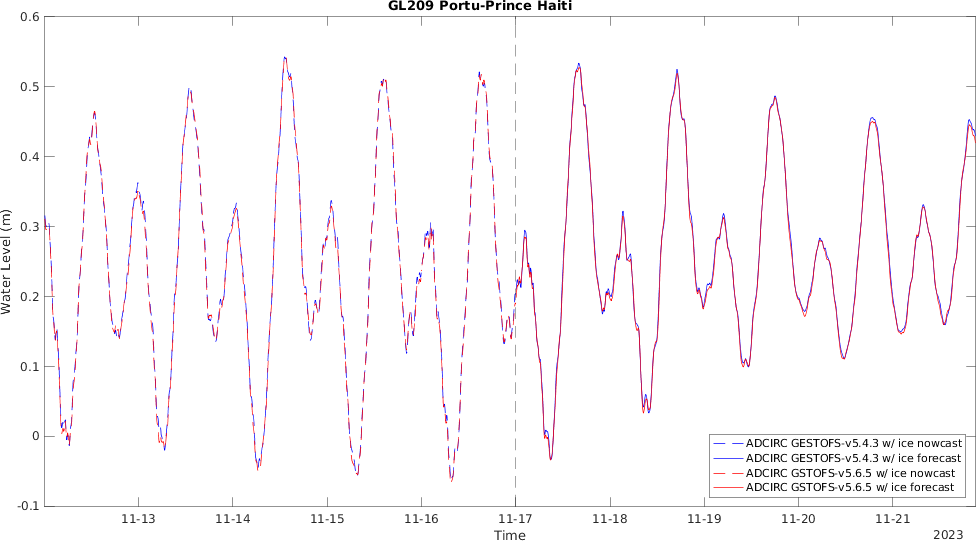 GL209 Portu-Prince Haiti
0.6
0.5
0.4
0.3
0.2
0.1
0
-0.1
Water Level (m)
11-13
11-14
11-15
11-16
11-17
11-18
11-19
11-20
11-21
Time
2023
ADCIRC GESTOFS-v5.4.3 w/ ice nowcast
ADCIRC GESTOFS-v5.4.3 w/ ice forecast
ADCIRC GSTOFS-v5.6.5 w/ ice nowcast
ADCIRC GSTOFS-v5.6.5 w/ ice forecast